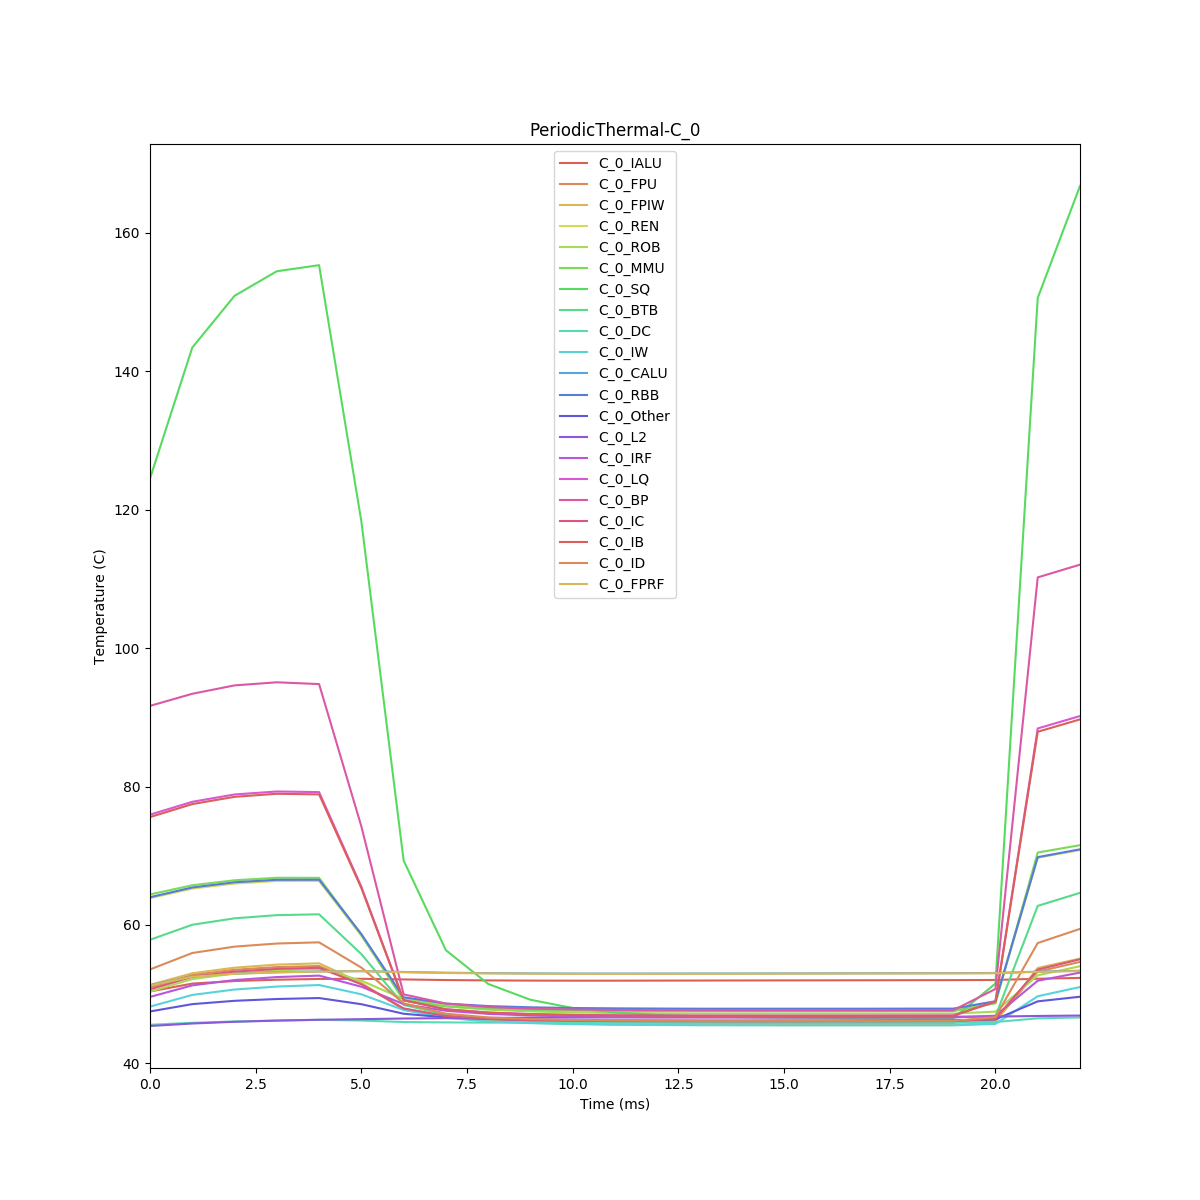 PeriodicThermal-C_0
C_0_IALU
C_0_FPU
C_0_FPIW
C_0_REN
C_0_ROB
C_0_MMU
C_0_SQ
C_0_BTB
C_0_DC
C_0_IW
C_0_CALU
C_0_RBB
C_0_Other
C_0_L2
C_0_IRF
C_0_LQ
C_0_BP
C_0_IC
C_0_IB
C_0_ID
C_0_FPRF
Temperature (C)
160
140
120
100
80
60
40
0.0 2.5 5.0 7.5 10.0 12.5 15.0 17.5 20.0
Time (ms)